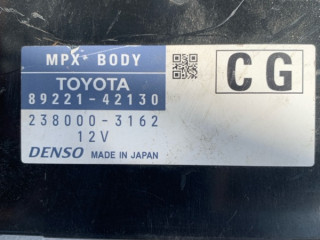 MPX* BODY
TOYOTA
89221-42130
238000-3162
12V
DENSO MADE IN JAPAN
CG